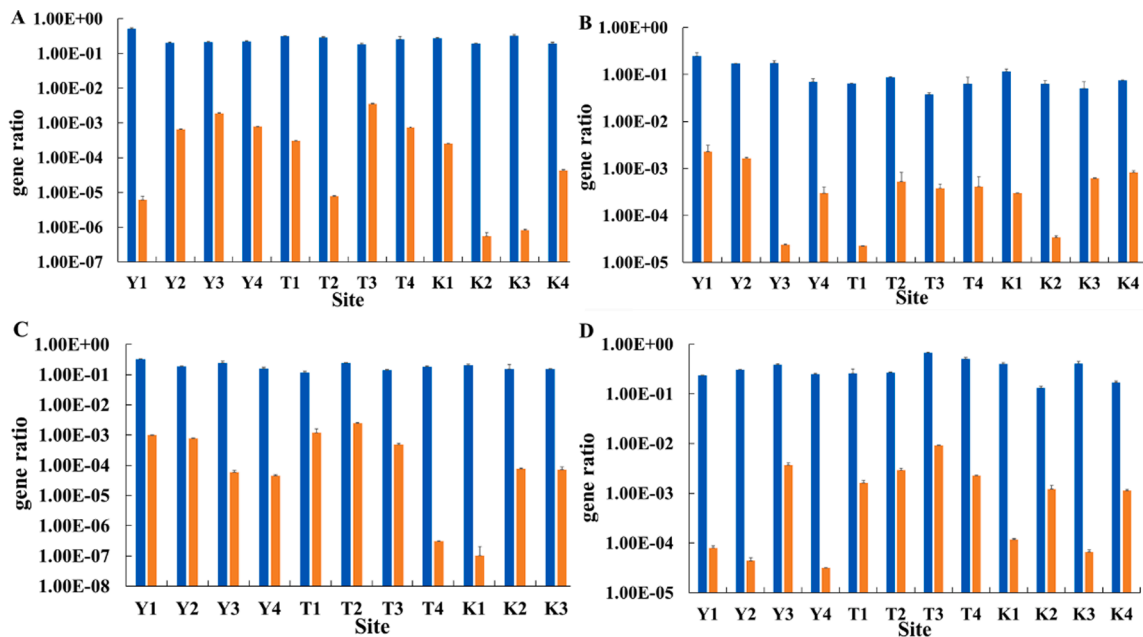 A
1.00E+00
1.00E-01
1.00E-02
1.00E-03
1.00E-04
1.00E-05
1.00E-06
1.00E-07
gene ratio
Y1 Y2 Y3 Y4 T1 T2 T3 T4 K1 K2 K3 K4
Site
B
1.00E+00
1.00E-01
1.00E-02
1.00E-03
1.00E-04
1.00E-05
gene ratio
Y1 Y2 Y3 Y4 T1 T2 T3 T4 K1 K2 K3 K4
Site
C
1.00E+00
1.00E-01
1.00E-02
1.00E-03
1.00E-04
1.00E-05
1.00E-06
1.00E-07
1.00E-08
gene ratio
Y1 Y2 Y3 Y4 T1 T2 T3 T4 K1 K2 K3
Site
D
1.00E+00
1.00E-01
1.00E-02
1.00E-03
1.00E-04
1.00E-05
gene ratio
Y1 Y2 Y3 Y4 T1 T2 T3 T4 K1 K2 K3 K4
Site